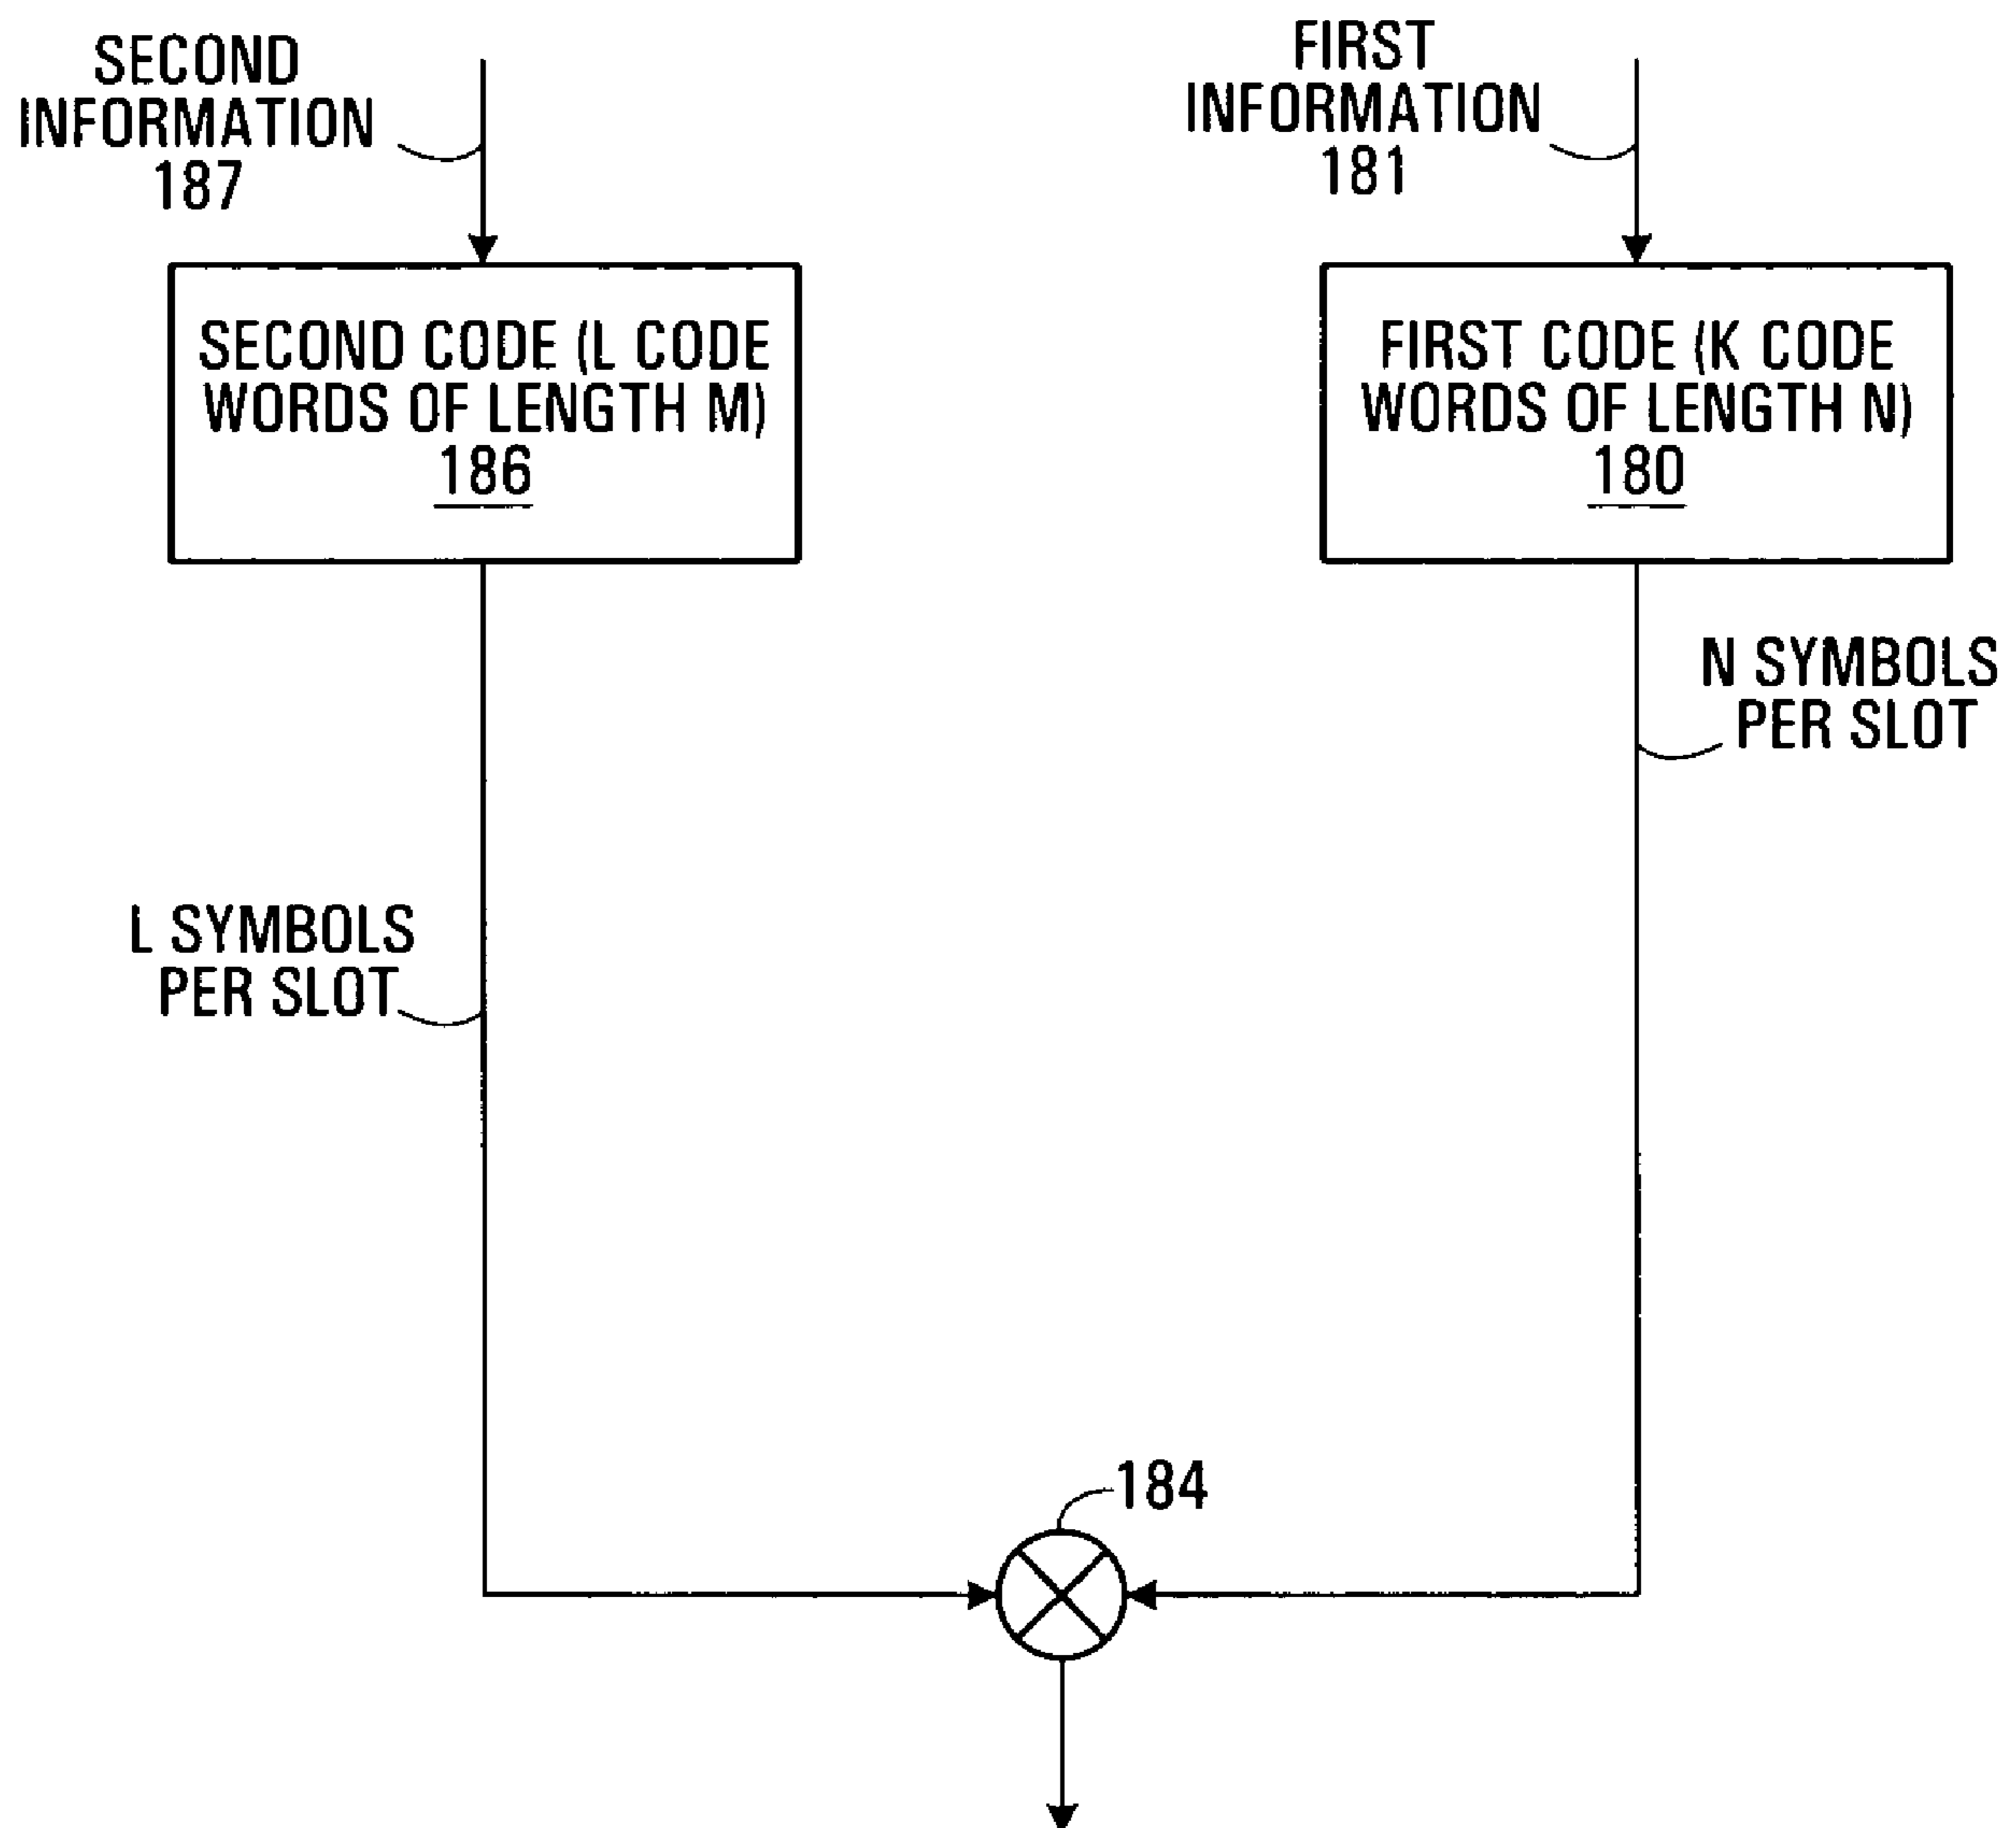 SECOND
INFORMATION
187
FIRST
INFORMATION
181
SECOND CODE (L CODE
WORDS OF LENGTH M)
186
FIRST CODE (K CODE
WORDS OF LENGTH N)
180
N SYMBOLS
PER SLOT
L SYMBOLS
PER SLOT
184